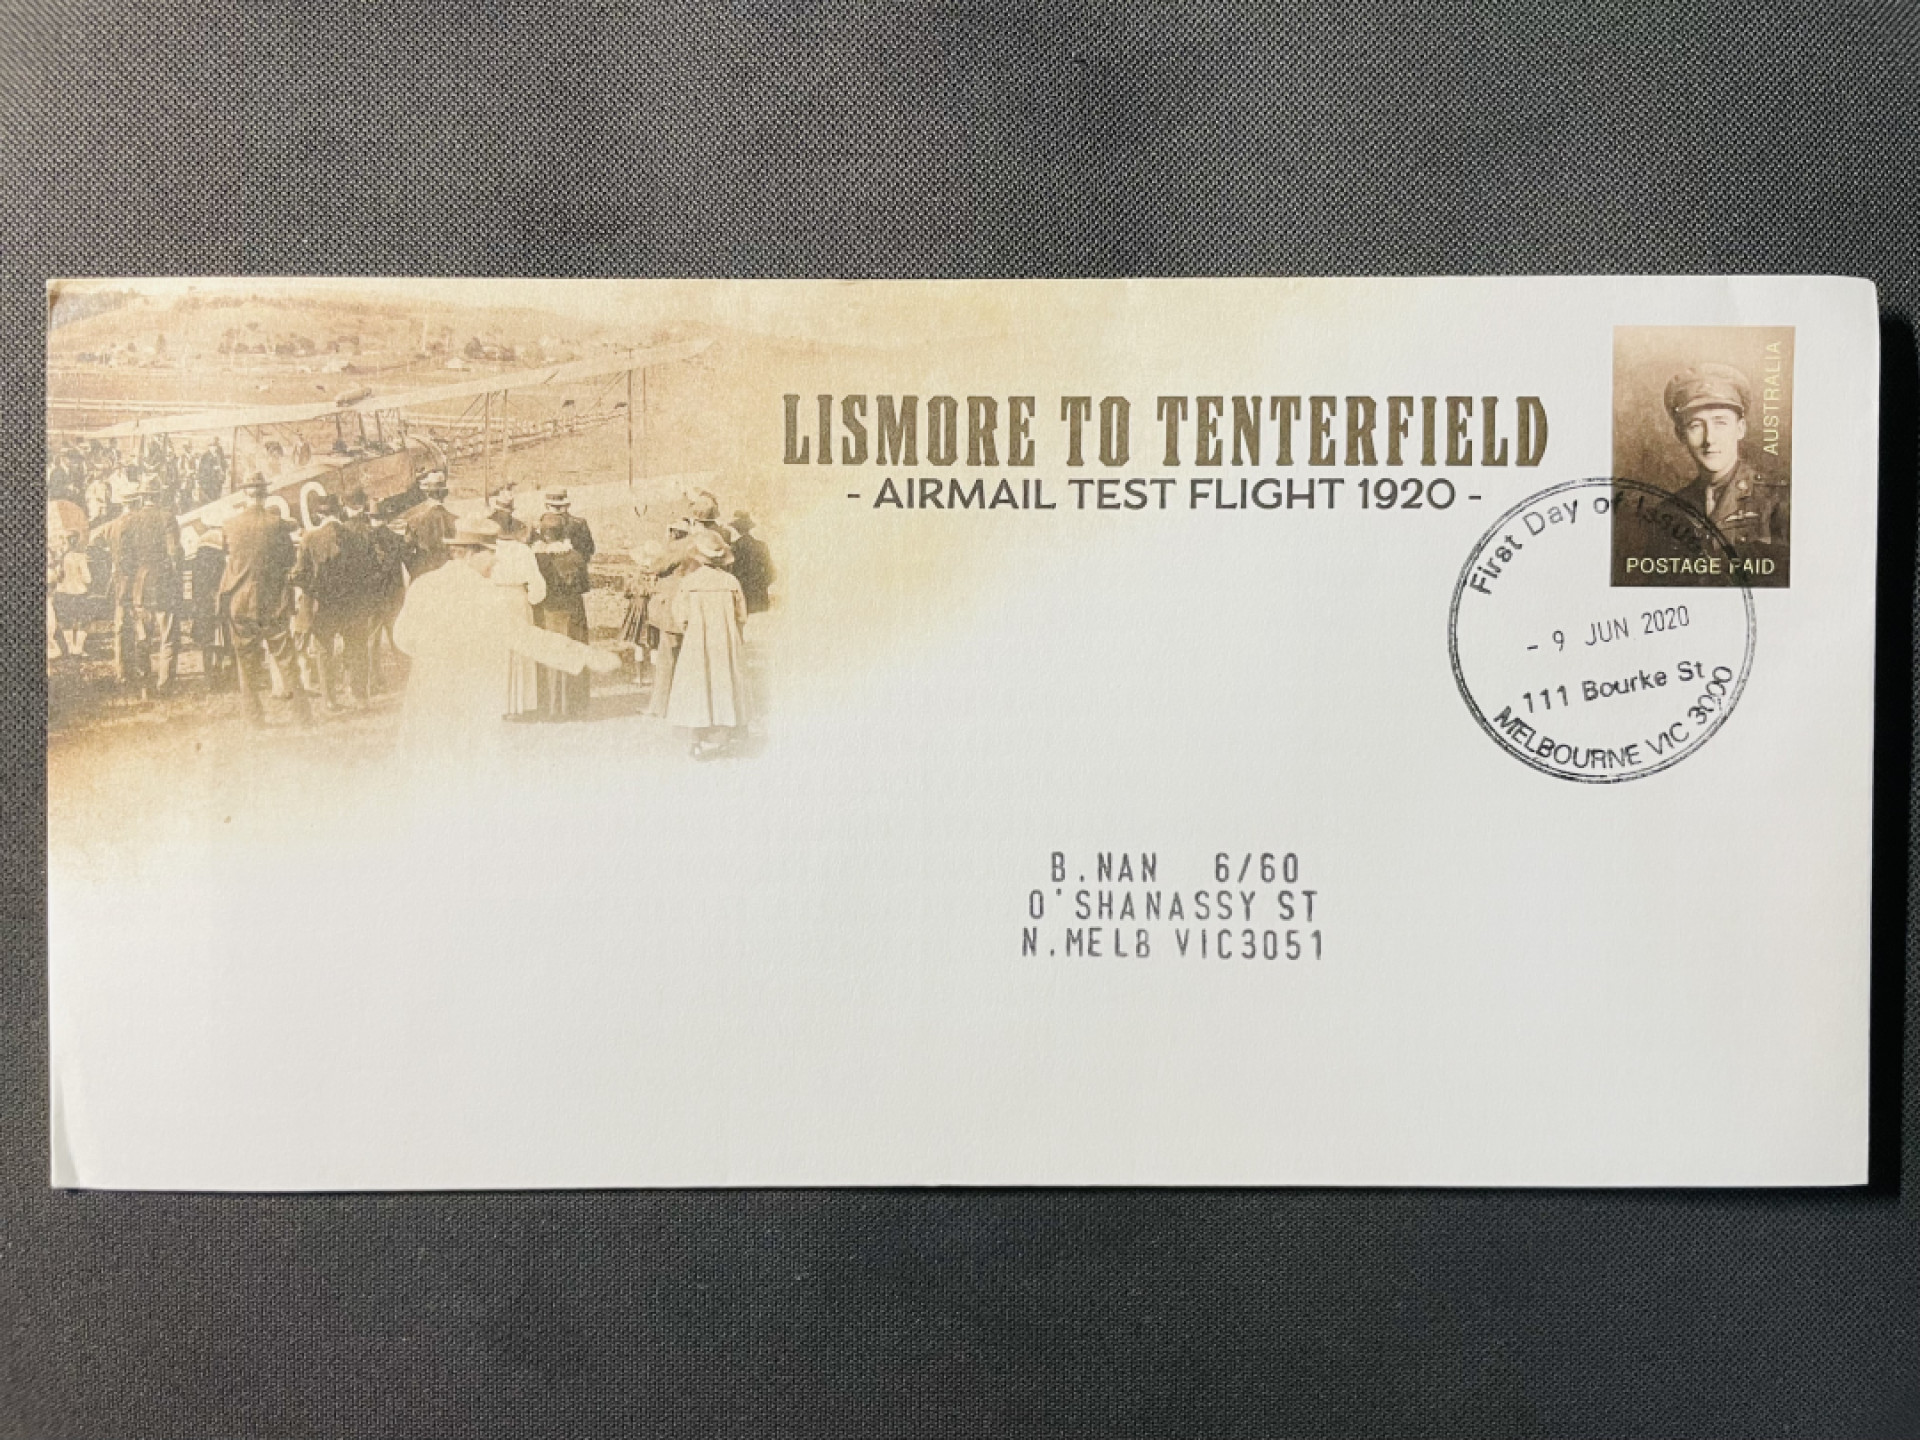 LISMORE TO TENTERFIELD
- AIRMAIL TEST FLIGHT 1920 -
AUSTRALIA
POSTAGE PAID
First Day of Issue
- 9 JUN 2020
111 Bourke St
MELBOURNE VIC 3000
B.NAN 6/60
O'SHANASSY ST
N.MELB VIC3051